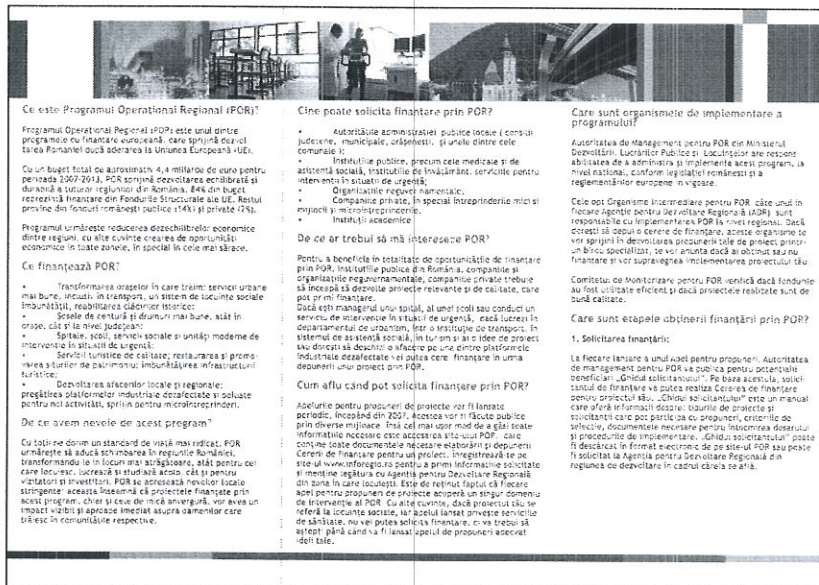 Ce este Programul Operațional Regional (POR)?
Programul Operațional Regional (POR) este unul dintre
programele cu finanțare europeană, care sprijină dezvol
tarea României după aderarea la Uniunea Europeană (UE).
Cu un buget total de aproximativ 4,4 miliarde de euro pentru
perioada 2007-2013, POR sprijină dezvoltarea echilibrată și
durabilă a tuturor regiunilor din România. 84% din buget
reprezintă finanțare din Fondurile Structurale ale UE. Restul
provine din fonduri românești publice (14%) și private (2%).
Programul urmărește reducerea dezechilibrelor economice
dintre regiuni, cu alte cuvinte crearea de oportunități
economice în toate zonele, în special în cele mai sărace.
Ce finanțează POR?
• Transformarea orașelor în care trăim: servicii urbane
mai bune, inclusiv în transport, un sistem de locuințe sociale
îmbunătățit, reabilitarea clădirilor istorice;
• Șosele de centură și drumuri mai bune, atât în
orașe, cât și la nivel județean;
• Spitale, școli, servicii sociale și unități moderne de
intervenție în situații de urgență;
• Servicii turistice de calitate; restaurarea și promo-
varea siturilor de patrimoniu; îmbunătățirea infrastructurii
turistice;
• Dezvoltarea afacerilor locale și regionale:
pregătirea platformelor industriale dezafectate și poluate
pentru noi activități, sprijin pentru microîntreprinderi.
De ce avem nevoie de acest program?
Cu toții ne dorim un standard de viață mai ridicat. POR
urmărește să aducă schimbarea în regiunile României,
transformându-le în locuri mai atrăgătoare, atât pentru cei
care locuiesc, lucrează și studiază acolo, cât și pentru
vizitatori și investitori. POR se adresează nevoilor locale
stringente: aceasta înseamnă că proiectele finanțate prin
acest program, chiar și cele de mică anvergură, vor avea un
impact vizibil și aproape imediat asupra oamenilor care
trăiesc în comunitățile respective.
Cine poate solicita finanțare prin POR?
• Autoritățile administrației publice locale ( consilii
județene, municipale, orășenești și unele dintre cele
comunale );
• Instituțiile publice, precum cele medicale și de
asistență socială, instituțiile de învățământ, serviciile pentru
intervenții în situații de urgență;
• Organizațiile neguvernamentale;
• Companiile private, în special întreprinderile mici și
mijlocii și microîntreprinderile.
• Instituții academice
De ce ar trebui să mă intereseze POR?
Pentru a beneficia în totalitate de oportunitățile de finanțare
prin POR, instituțiile publice din România, companiile și
organizațiile neguvernamentale, companiile private trebuie
să înceapă să dezvolte proiecte relevante și de calitate, care
pot primi finanțare.
Dacă ești managerul unui spital, al unei școli sau conduci un
serviciu de intervenție în situații de urgență, dacă lucrezi în
departamentul de urbanism, într o instituție de transport, în
sistemul de asistență socială, în turism și ai o idee de proiect
sau dorești să deschizi o afacere pe una dintre platformele
industriale dezafectate vei putea cere finanțare în urma
depunerii unui proiect prin POR.
Cum aflu când pot solicita finanțare prin POR?
Apelurile pentru propuneri de proiecte vor fi lansate
periodic, începând din 2007. Acestea vor fi făcute publice
prin diverse mijloace, însă cel mai ușor mod de a găsi toate
informațiile necesare este accesarea site-ului POR, care
conține toate documentele necesare elaborării și depunerii
Cererii de finanțare pentru un proiect. Înregistrează-te pe
site-ul www.inforegio.ro pentru a primi informațiile solicitate
și menține legătura cu Agenția pentru Dezvoltare Regională
din zona în care locuiești. Este de reținut faptul că fiecare
apel pentru propuneri de proiecte acoperă un singur domeniu
de intervenție al POR. Cu alte cuvinte, dacă proiectul tău se
referă la locuințe sociale, iar apelul lansat privește serviciile
de sănătate, nu vei putea solicita finanțare, ci va trebui să
aștepți până când va fi lansat apelul de propuneri adecvat
ideii tale.
Care sunt organismele de implementare a
programului?
Autoritatea de Management pentru POR din Ministerul
Dezvoltării, Lucrărilor Publice și Locuințelor are respons
abilitatea de a administra și implementa acest program, la
nivel național, conform legislației românești și a
reglementărilor europene în vigoare.
Cele opt Organisme Intermediare pentru POR câte unul în
fiecare Agenție pentru Dezvoltare Regională (ADR) sunt
responsabile cu implementarea POR la nivel regional. Dacă
dorești să depui o cerere de finanțare, aceste organisme te
vor sprijini în dezvoltarea propunerii tale de proiect printr-
un birou specializat, te vor anunța dacă ai obținut sau nu
finanțare și vor supraveghea implementarea proiectului tău.
Comitetul de Monitorizare pentru POR verifică dacă fondurile
au fost utilizate eficient și dacă proiectele realizate sunt de
bună calitate.
Care sunt etapele obținerii finanțării prin POR?
1. Solicitarea finanțării:
La fiecare lansare a unui Apel pentru propuneri, Autoritatea
de management pentru POR va publica pentru potențialii
beneficiari „Ghidul solicitantului”. Pe baza acestuia, solici-
tantul de finanțare va putea realiza Cererea de finanțare
pentru proiectul său. „Ghidul solicitantului” este un manual
care oferă informații despre: tipurile de proiecte și
solicitanții care pot participa cu propuneri, criteriile de
selecție, documentele necesare pentru întocmirea dosarului
și procedurile de implementare. „Ghidul solicitantului” poate
fi descărcat în format electronic de pe site-ul POR sau poate
fi solicitat la Agenția pentru Dezvoltare Regională din
regiunea de dezvoltare în cadrul căreia se află.